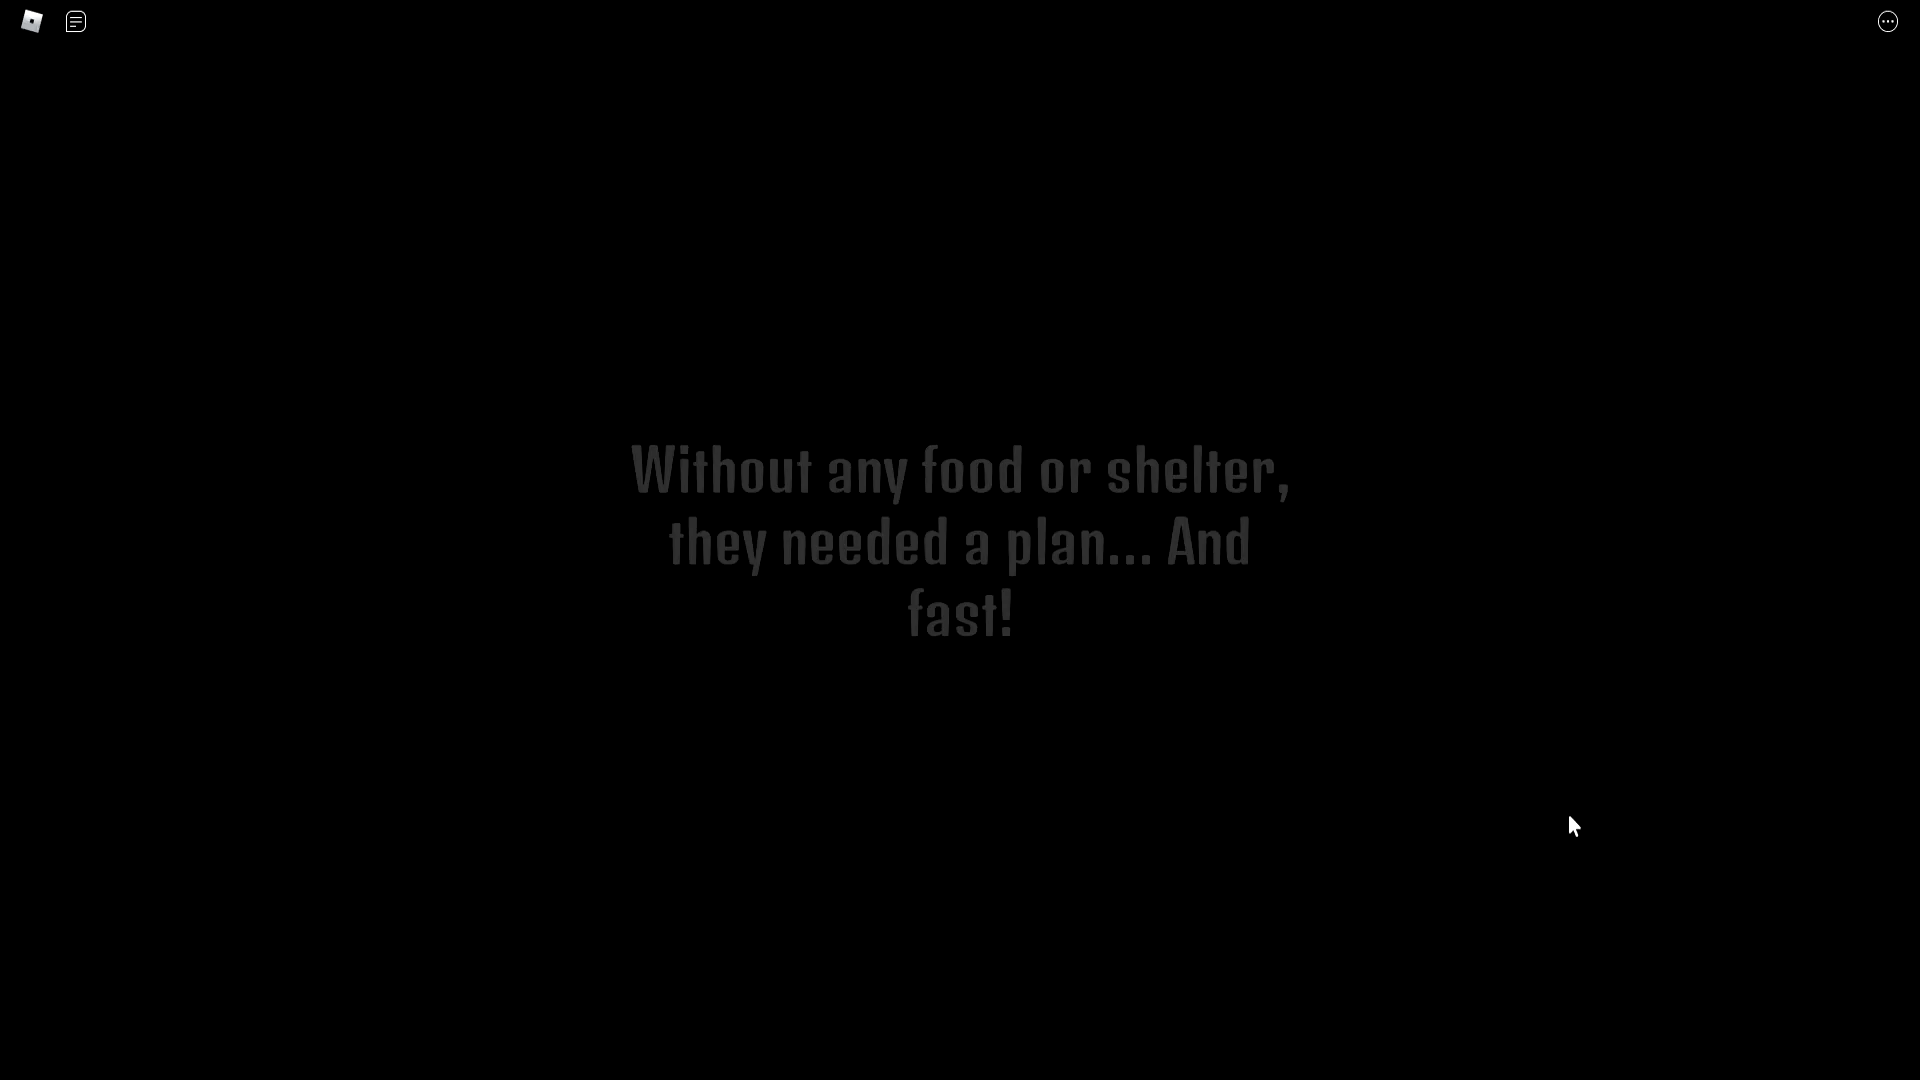 Without any food or shelter,
they needed a plan... And
fast!